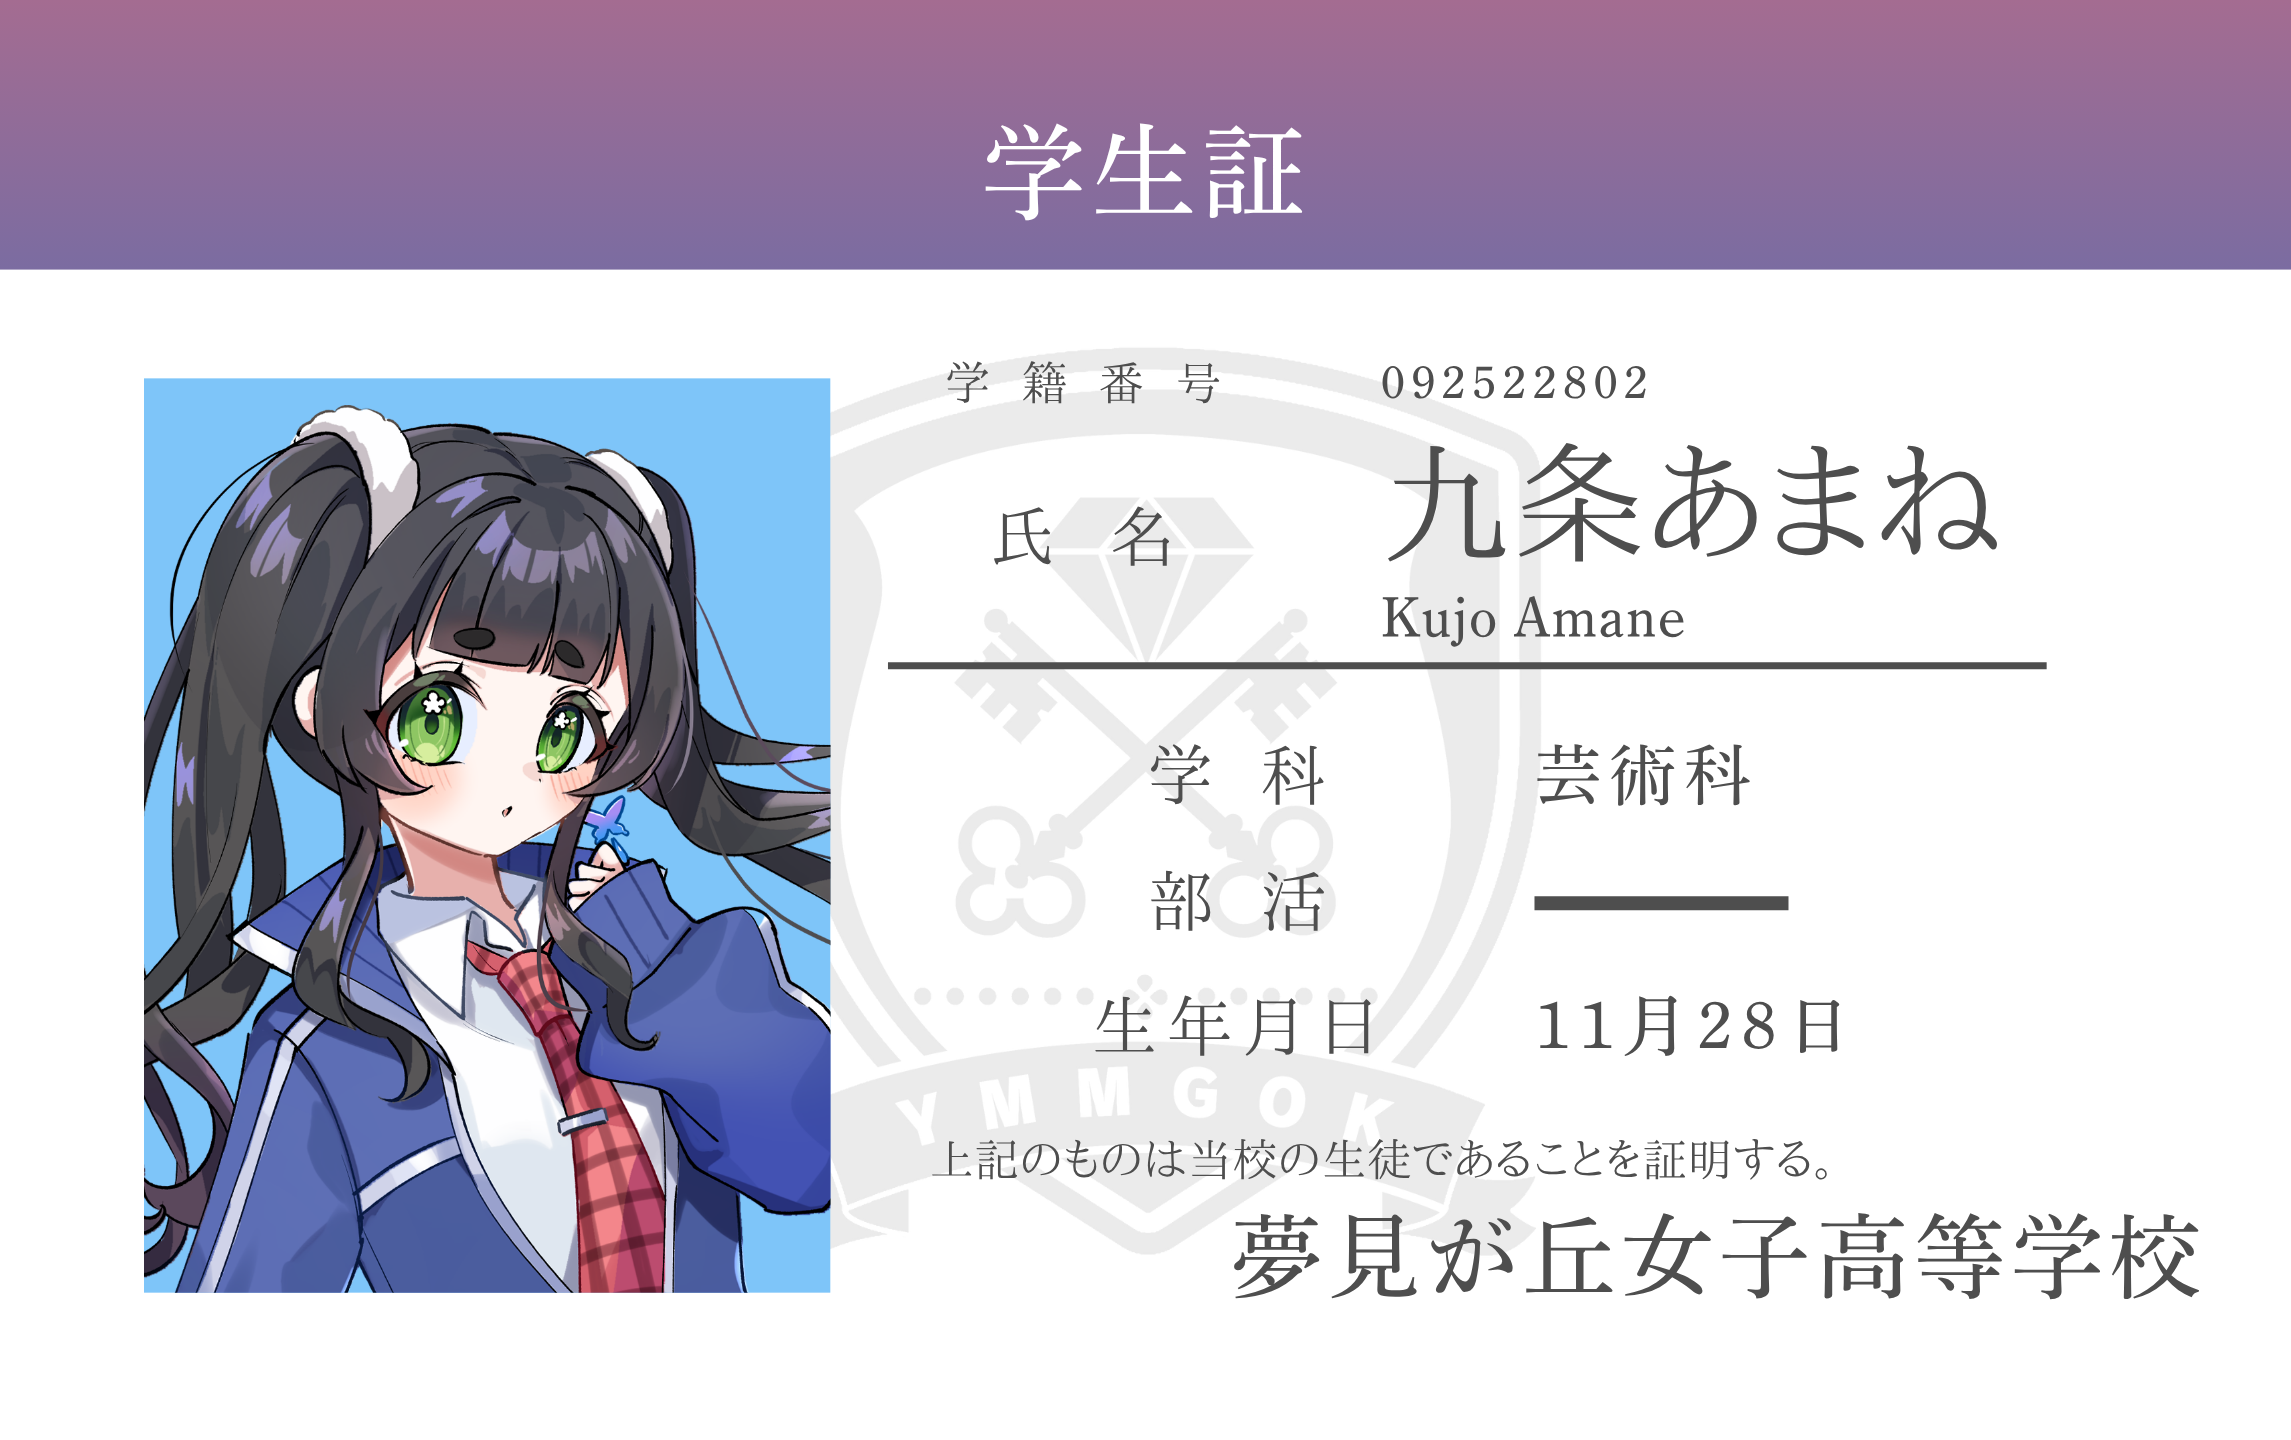 学生証
学籍番号 092522802
氏名 九条あまね
Kujo Amane
学科 芸術科
部活 ━━
生年月日 11月28日
YMMGOK
上記のものは当校の生徒であることを証明する。
夢見が丘女子高等学校